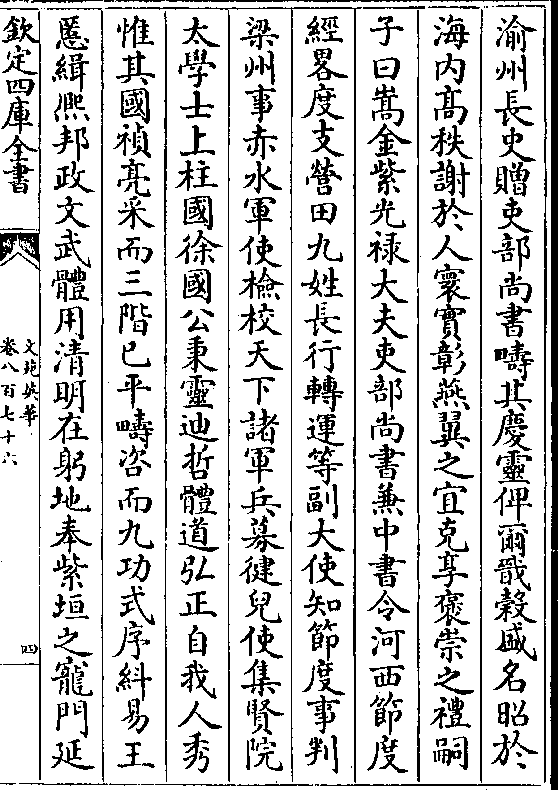 渝州長史贈吏部尚書疇其慶靈俾爾戩榖盛名昭於
海内髙秩謝於人寰實彰燕翼之宜克享褒崇之禮嗣
子曰嵩金紫光禄大夫吏部尚書兼中書令河西節度
經畧度支營田九姓長行轉運等副大使知節度事判
梁州事赤水軍使檢校天下諸軍兵募健兒使集賢院
太學士上柱國徐國公秉靈迪哲體道弘正自我人秀
惟其國禎亮采而三階已平疇咨而九功式序糾易王
慝緝熈邦政文武體用清明在躬地奉紫垣之寵門延
欽定四庫全書
文苑英華
卷八百七十六
四